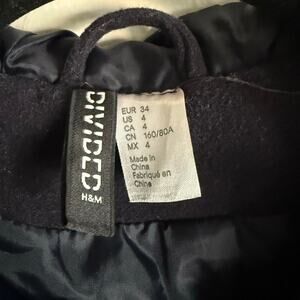 DIVIDED
H&M
EUR 34
US 4
CA 4
CN 160/80A
MX 4
Made in
China
Fabriqué en
Chine